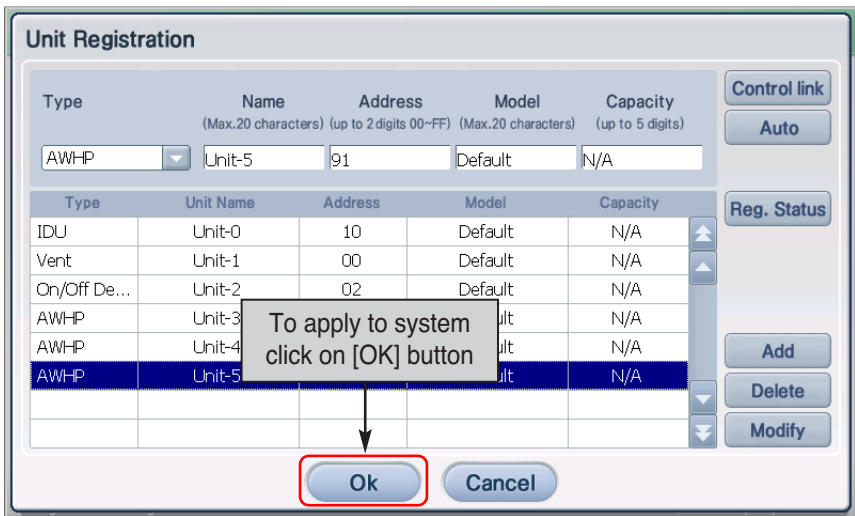 Unit Registration
Type Name Address Model Capacity
(Max.20 characters) (up to 2 digits 00~FF) (Max.20 characters) (up to 5 digits)
AWHP Unit-5 91 Default N/A
Control link
Auto
Type Unit Name Address Model Capacity
Reg. Status
IDU Unit-0 10 Default N/A
Vent Unit-1 00 Default N/A
On/Off De... Unit-2 02 Default N/A
AWHP Unit-3 N/A
AWHP Unit-4 N/A
AWHP Unit-5 N/A
To apply to system
click on [OK] button
Add
Delete
Modify
Ok Cancel